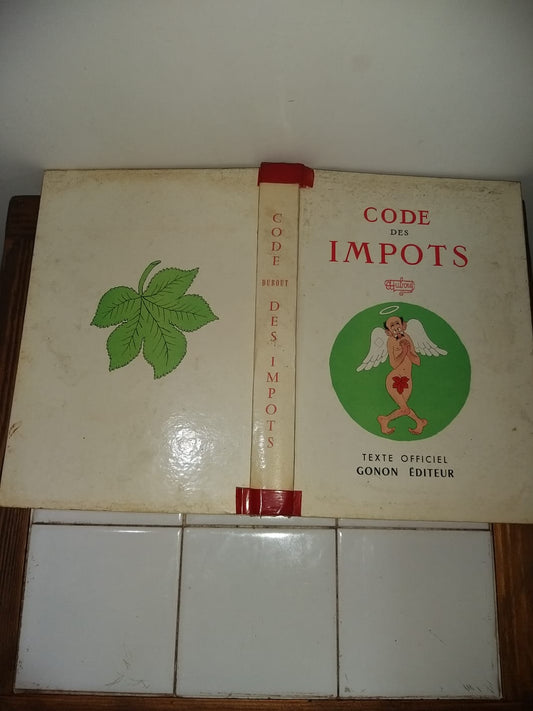 CODE
DES
IMPOTS
Dubout
TEXTE OFFICIEL
GONON ÉDITEUR
CODE DUBOUT DES IMPOTS